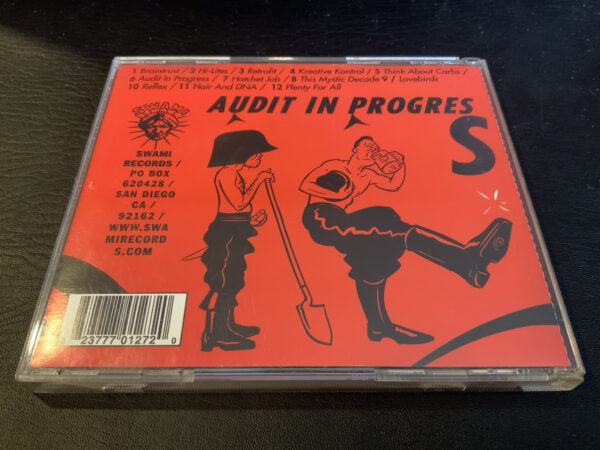 1 Braintrust / 2 Hi-Lites / 3 Retrofit / 4 Kreative Kontrol / 5 Think About Carbs /
6 Audit In Progress / 7 Hatchet Job / 8 This Mystic Decade 9 / Lovebirds
10 Reflex / 11 Hair And DNA / 12 Plenty For All
AUDIT IN PROGRES
S
SWAMI
SWAMI
RECORDS /
PO BOX
620428 /
SAN DIEGO
CA /
92162 /
WWW.SWA
MIRECORD
S.COM
23777 01272 0